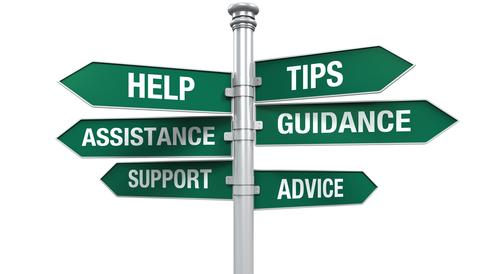 HELP
TIPS
ASSISTANCE
GUIDANCE
SUPPORT
ADVICE